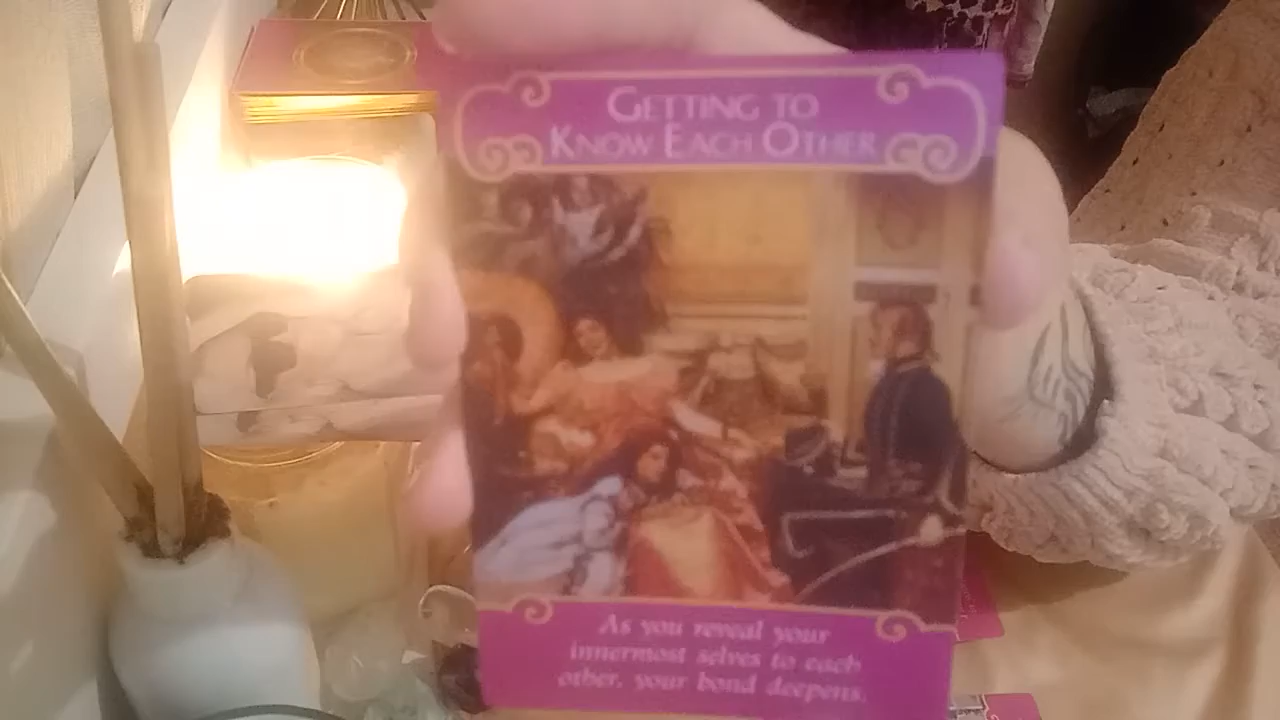 GETTING TO
KNOW EACH OTHER
As you reveal your
innermost selves to each
other, your bond deepens.